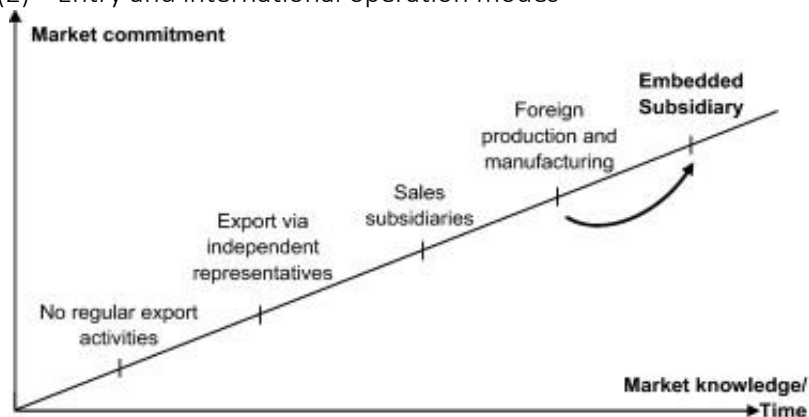 (2) Entry and international operation modes
Market commitment
Embedded
Subsidiary
Foreign
production and
manufacturing
Sales
subsidiaries
Export via
independent
representatives
No regular export
activities
Market knowledge/
Time